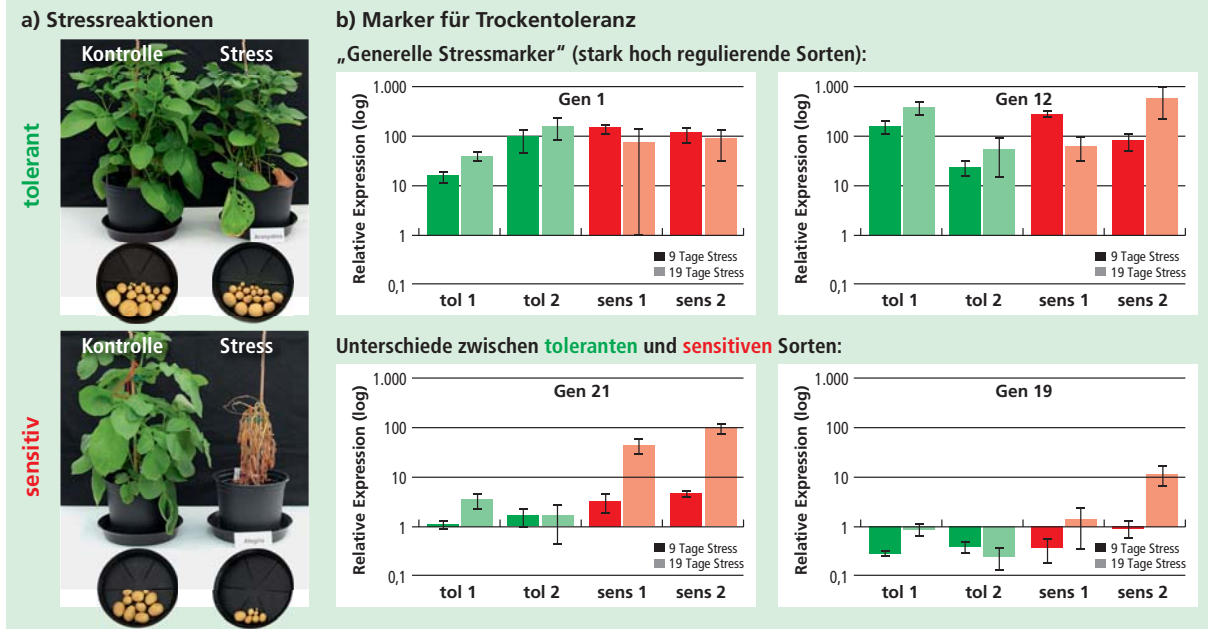 a) Stressreaktionen
b) Marker für Trockentoleranz
„Generelle Stressmarker“ (stark hoch regulierende Sorten):
tolerant
Kontrolle
Stress
Relative Expression (log)
1.000
100
10
1
0,1
Gen 1
9 Tage Stress
19 Tage Stress
tol 1
tol 2
sens 1
sens 2
Relative Expression (log)
1.000
100
10
1
0,1
Gen 12
9 Tage Stress
19 Tage Stress
tol 1
tol 2
sens 1
sens 2
sensitiv
Kontrolle
Stress
Unterschiede zwischen toleranten und sensitiven Sorten:
Relative Expression (log)
1.000
100
10
1
0,1
Gen 21
9 Tage Stress
19 Tage Stress
tol 1
tol 2
sens 1
sens 2
Relative Expression (log)
1.000
100
10
1
0,1
Gen 19
9 Tage Stress
19 Tage Stress
tol 1
tol 2
sens 1
sens 2